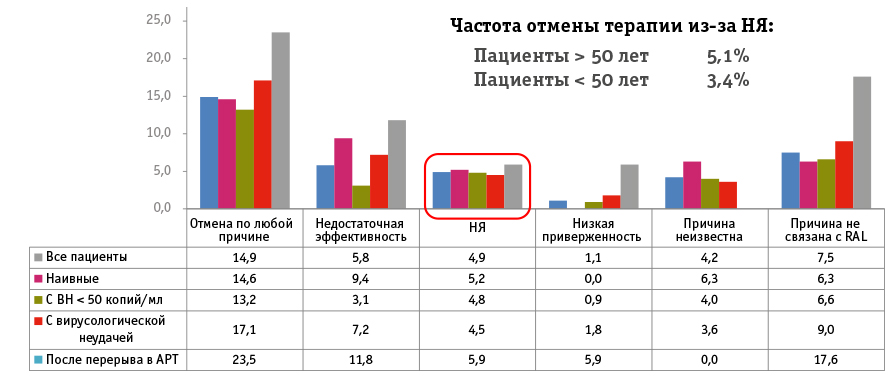 Частота отмены терапии из-за НЯ:
Пациенты > 50 лет 5,1%
Пациенты < 50 лет 3,4%
25,0
20,0
15,0
10,0
5,0
0,0
Отмена по любой причине Недостаточная эффективность НЯ Низкая приверженность Причина неизвестна Причина не связана с RAL
Все пациенты 14,9 5,8 4,9 1,1 4,2 7,5
Наивные 14,6 9,4 5,2 0,0 6,3 6,3
С ВН < 50 копий/мл 13,2 3,1 4,8 0,9 4,0 6,6
С вирусологической неудачей 17,1 7,2 4,5 1,8 3,6 9,0
После перерыва в АРТ 23,5 11,8 5,9 5,9 0,0 17,6